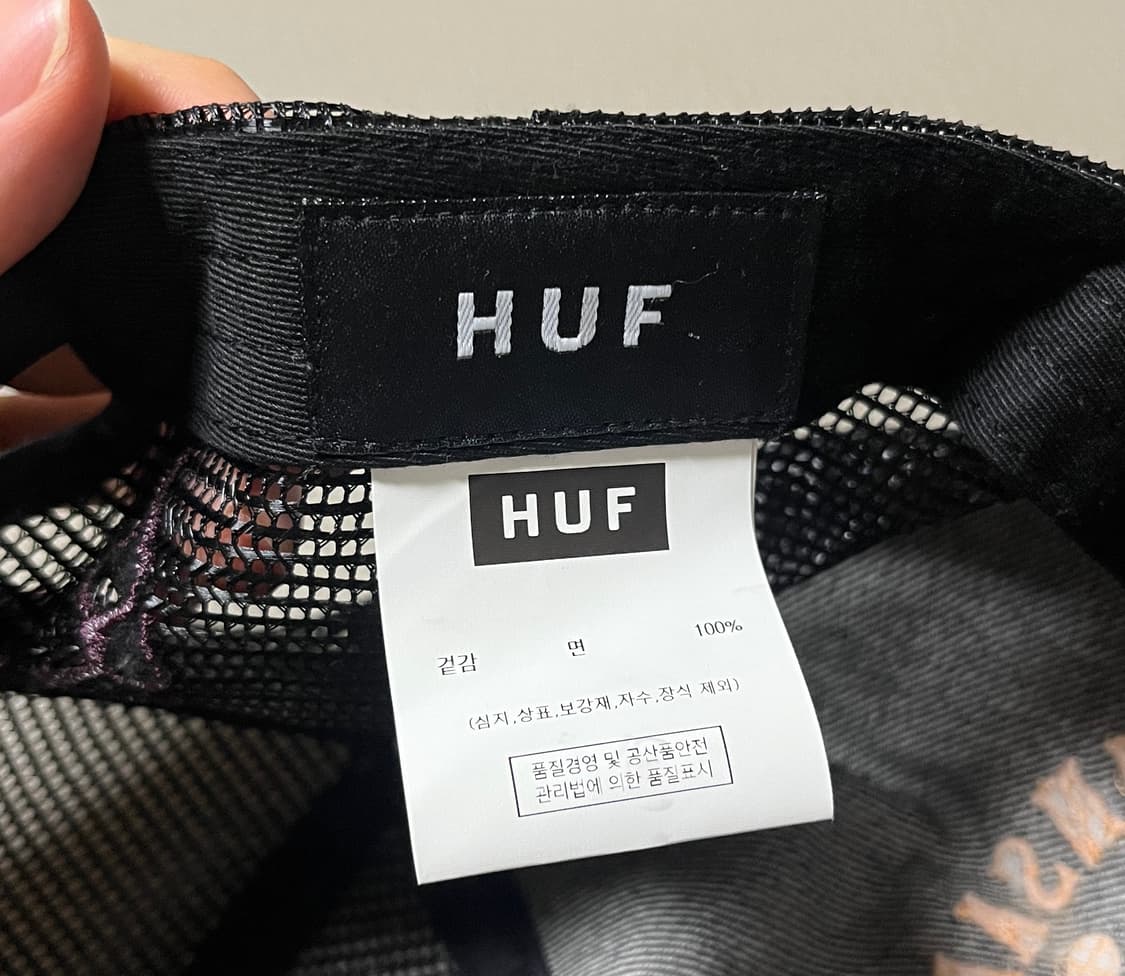 HUF
HUF
겉감 면 100%
(심지,상표,보강재,자수,장식 제외)
품질경영 및 공산품안전
관리법에 의한 품질표시